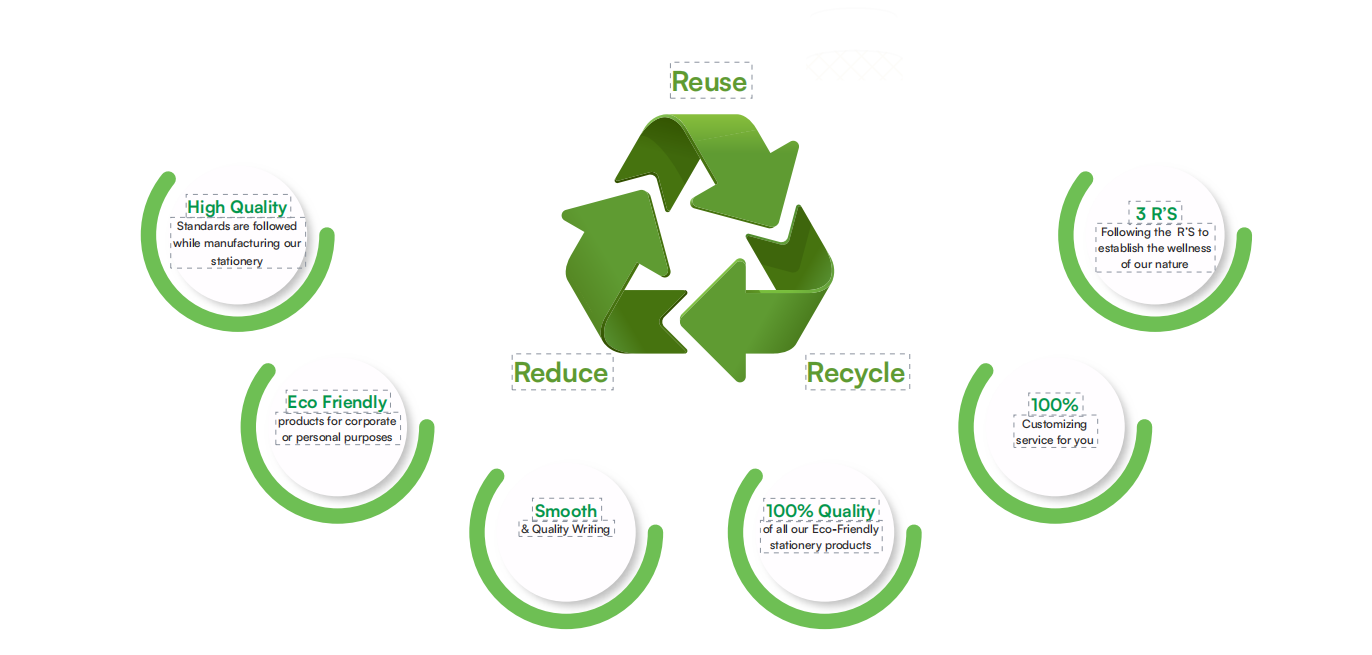 Reuse
Reduce
Recycle
High Quality
Standards are followed
while manufacturing our
stationery
Eco Friendly
products for corporate
or personal purposes
Smooth
& Quality Writing
100% Quality
of all our Eco-Friendly
stationery products
100%
Customizing
service for you
3 R'S
Following the R'S to
establish the wellness
of our nature